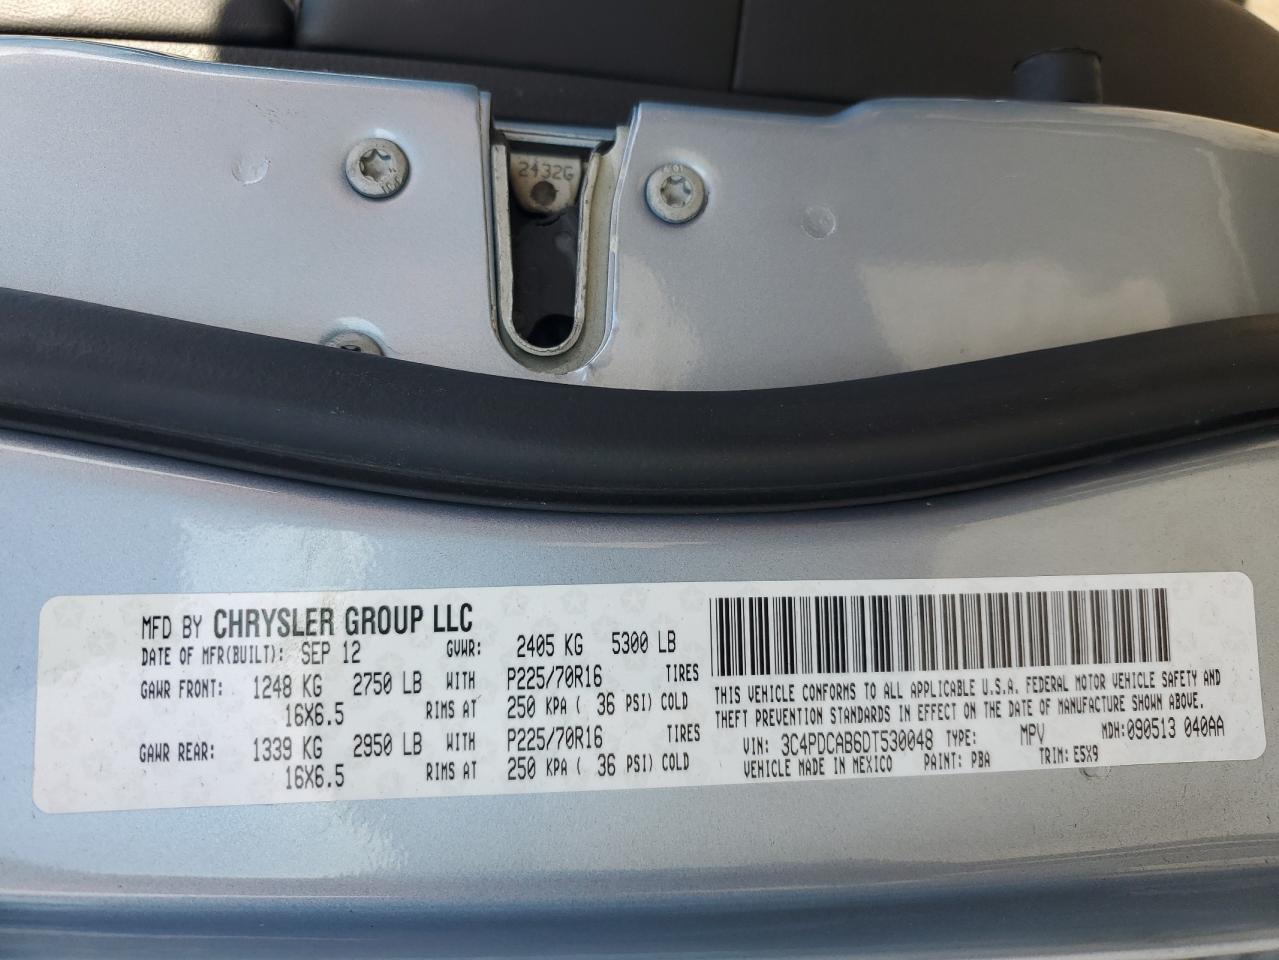 2432G
MFD BY CHRYSLER GROUP LLC
DATE OF MFR(BUILT): SEP 12 GVWR: 2405 KG 5300 LB
GAWR FRONT: 1248 KG 2750 LB WITH P225/70R16 TIRES
16X6.5 RIMS AT 250 KPA ( 36 PSI) COLD
GAWR REAR: 1339 KG 2950 LB WITH P225/70R16 TIRES
16X6.5 RIMS AT 250 KPA ( 36 PSI) COLD
THIS VEHICLE CONFORMS TO ALL APPLICABLE U.S.A. FEDERAL MOTOR VEHICLE SAFETY AND
THEFT PREVENTION STANDARDS IN EFFECT ON THE DATE OF MANUFACTURE SHOWN ABOVE.
VIN: 3C4PDCAB6DT530048 TYPE: MPV MDH: 090513 040AA
VEHICLE MADE IN MEXICO PAINT: PBA TRIM: ESX9